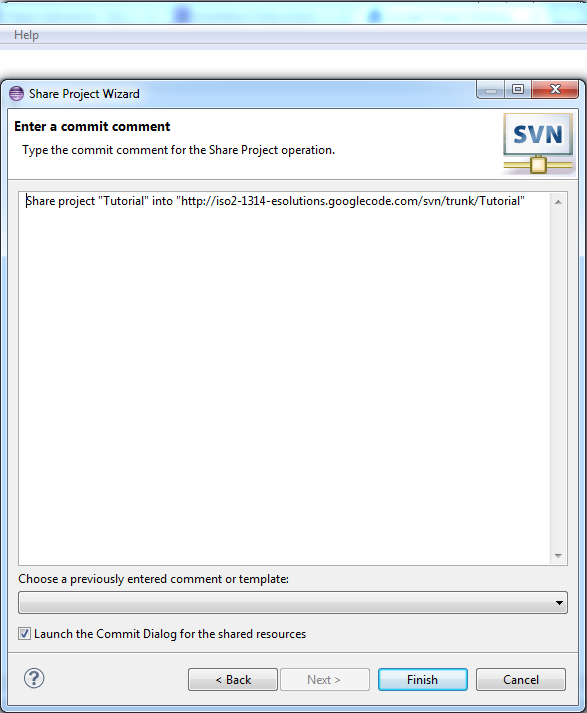 Help
Share Project Wizard
Enter a commit comment
SVN
Type the commit comment for the Share Project operation.
Share project "Tutorial" into "http://iso2-1314-esolutions.googlecode.com/svn/trunk/Tutorial"
Choose a previously entered comment or template:
Launch the Commit Dialog for the shared resources
? < Back Next > Finish Cancel